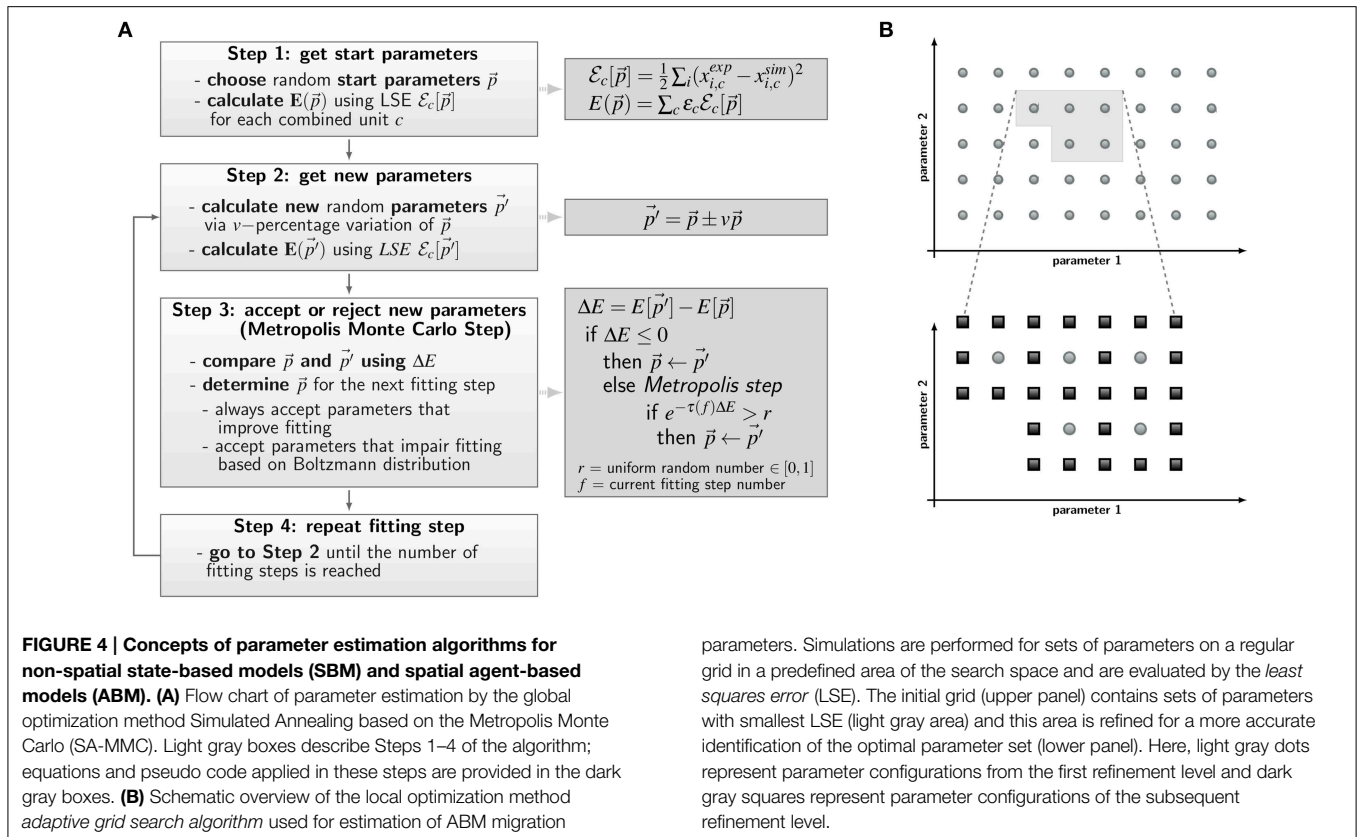 A
Step 1: get start parameters
- choose random start parameters p⃗
- calculate E(p⃗) using LSE ℰ_c[p⃗]
for each combined unit c
ℰ_c[p⃗] = ½ ∑_i (x_{i,c}^{exp} − x_{i,c}^{sim})²
E(p⃗) = ∑_c ε_c ℰ_c[p⃗]
Step 2: get new parameters
- calculate new random parameters p⃗′
via v−percentage variation of p⃗
- calculate E(p⃗′) using LSE ℰ_c[p⃗′]
p⃗′ = p⃗ ± vp⃗
Step 3: accept or reject new parameters
(Metropolis Monte Carlo Step)
- compare p⃗ and p⃗′ using ΔE
- determine p⃗ for the next fitting step
- always accept parameters that
improve fitting
- accept parameters that impair fitting
based on Boltzmann distribution
ΔE = E[p⃗′] − E[p⃗]
if ΔE ≤ 0
then p⃗ ← p⃗′
else Metropolis step
if e^{−τ(f)ΔE} > r
then p⃗ ← p⃗′
r = uniform random number ∈ [0,1]
f = current fitting step number
Step 4: repeat fitting step
- go to Step 2 until the number of
fitting steps is reached
B
parameter 2
parameter 1
parameter 2
parameter 1
FIGURE 4 | Concepts of parameter estimation algorithms for
non-spatial state-based models (SBM) and spatial agent-based
models (ABM). (A) Flow chart of parameter estimation by the global
optimization method Simulated Annealing based on the Metropolis Monte
Carlo (SA-MMC). Light gray boxes describe Steps 1–4 of the algorithm;
equations and pseudo code applied in these steps are provided in the dark
gray boxes. (B) Schematic overview of the local optimization method
adaptive grid search algorithm used for estimation of ABM migration
parameters. Simulations are performed for sets of parameters on a regular
grid in a predefined area of the search space and are evaluated by the least
squares error (LSE). The initial grid (upper panel) contains sets of parameters
with smallest LSE (light gray area) and this area is refined for a more accurate
identification of the optimal parameter set (lower panel). Here, light gray dots
represent parameter configurations from the first refinement level and dark
gray squares represent parameter configurations of the subsequent
refinement level.